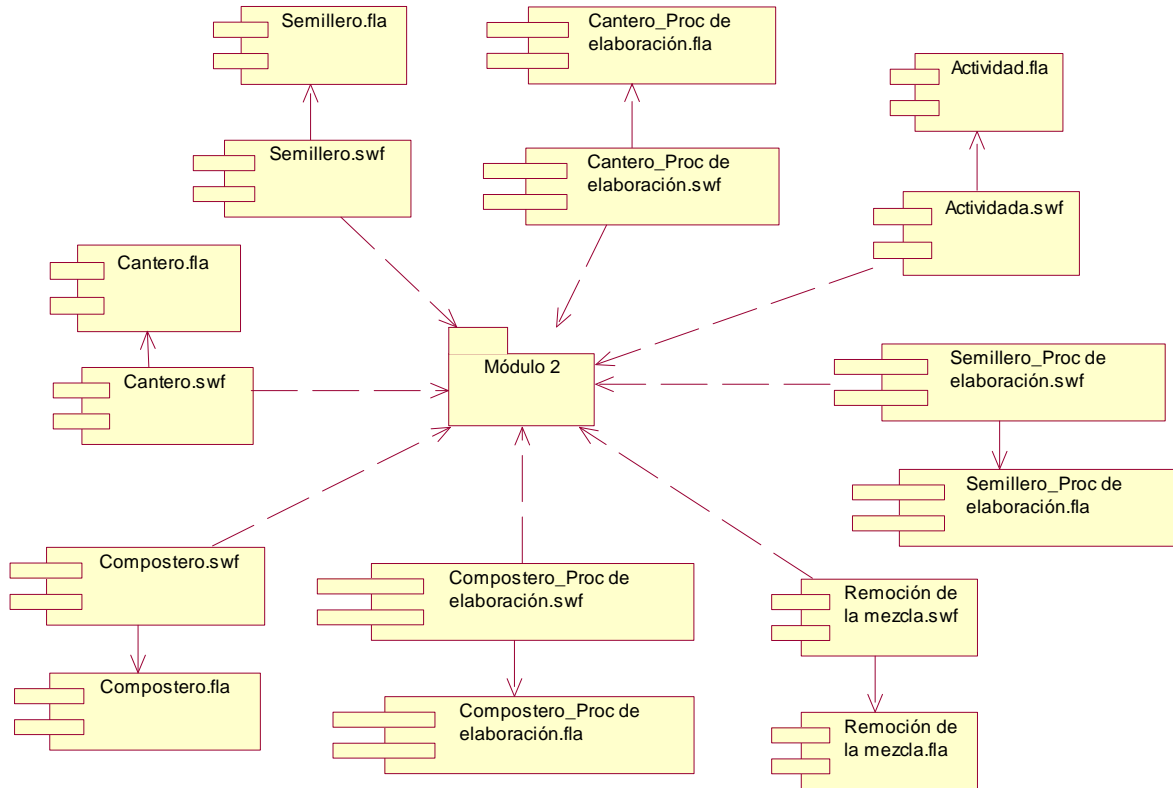 Semillero.fla
Cantero_Proc de
elaboración.fla
Actividad.fla
Semillero.swf
Cantero_Proc de
elaboración.swf
Actividada.swf
Cantero.fla
Cantero.swf
Módulo 2
Semillero_Proc de
elaboración.swf
Semillero_Proc de
elaboración.fla
Compostero.swf
Compostero_Proc de
elaboración.swf
Remoción de
la mezcla.swf
Compostero.fla
Compostero_Proc de
elaboración.fla
Remoción de
la mezcla.fla